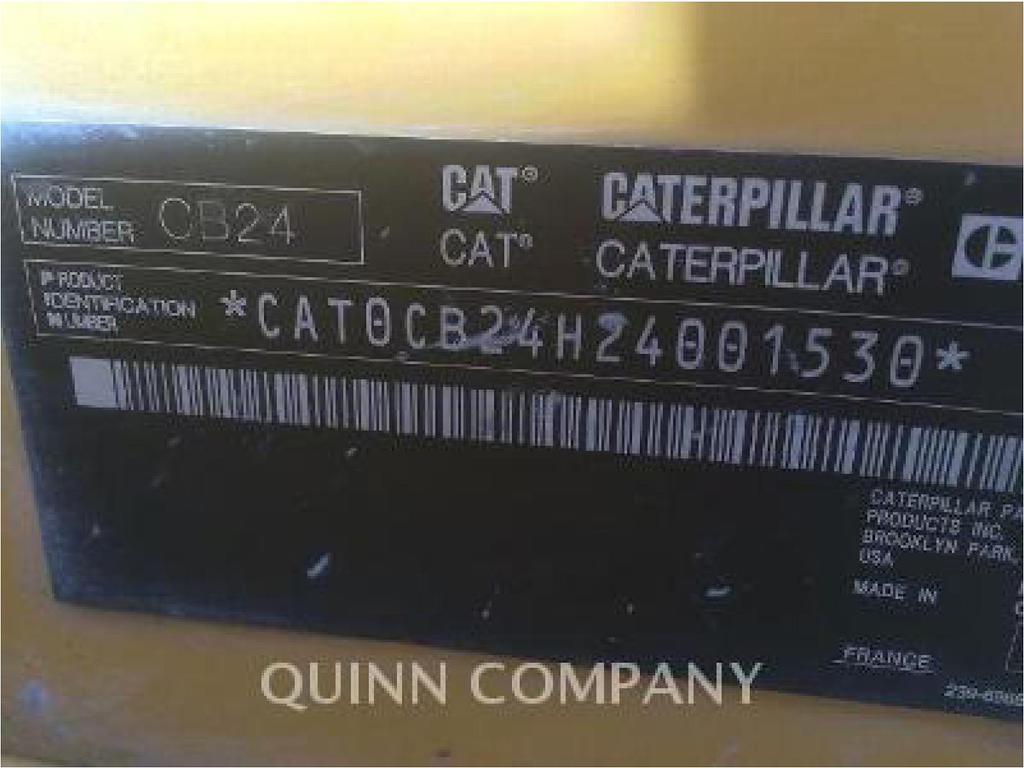 MODEL
NUMBER CB24
CAT®
CATERPILLAR®
CAT®
CATERPILLAR®
PRODUCT
IDENTIFICATION
NUMBER
*CAT0CB24H24001530*
CATERPILLAR
PRODUCTS INC.
BROOKLYN PARK,
USA
MADE IN
FRANCE
QUINN COMPANY